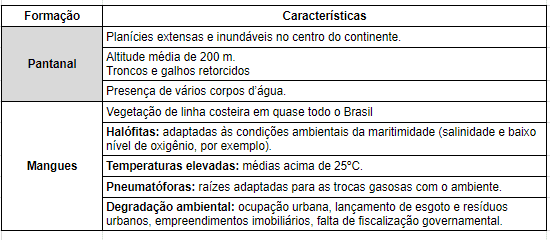 Formação
Características
Pantanal
Planícies extensas e inundáveis no centro do continente.
Altitude média de 200 m.
Troncos e galhos retorcidos
Presença de vários corpos d'água.
Mangues
Vegetação de linha costeira em quase todo o Brasil
Halófitas: adaptadas às condições ambientais da maritimidade (salinidade e baixo
nível de oxigênio, por exemplo).
Temperaturas elevadas: médias acima de 25ºC.
Pneumatóforas: raízes adaptadas para as trocas gasosas com o ambiente.
Degradação ambiental: ocupação urbana, lançamento de esgoto e resíduos
urbanos, empreendimentos imobiliários, falta de fiscalização governamental.